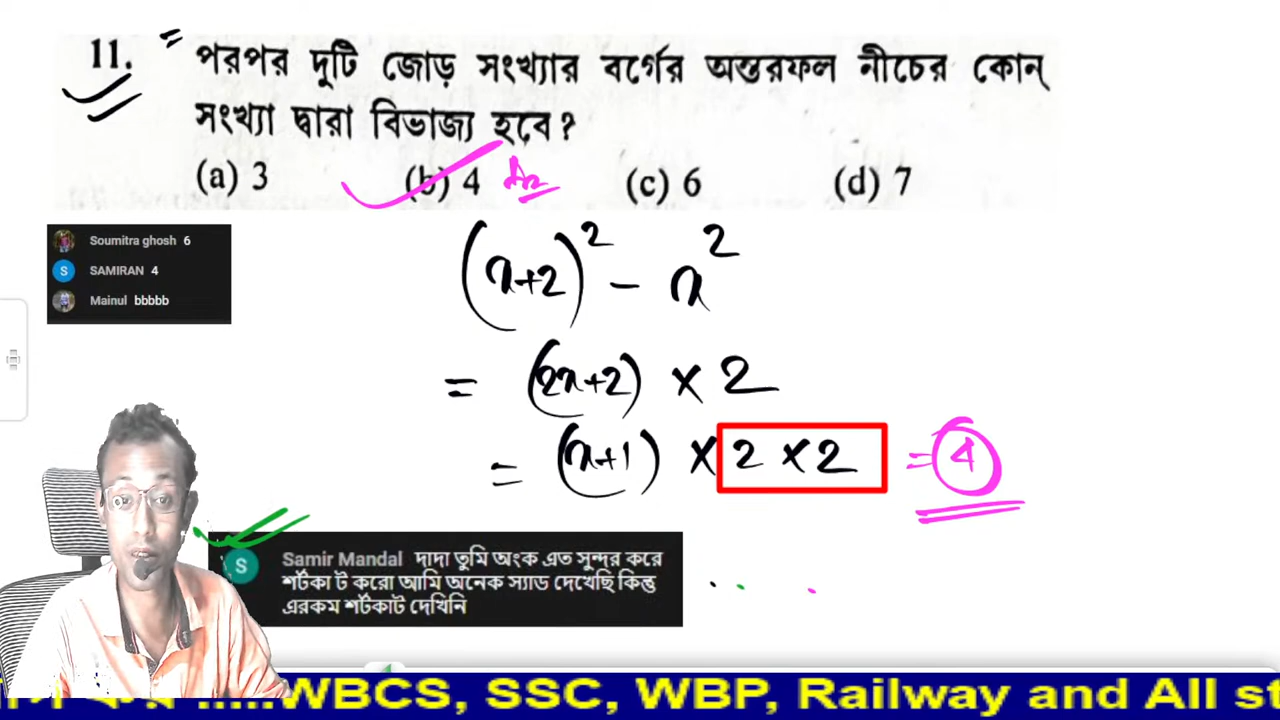 11. পরপর দুটি জোড় সংখ্যার বর্গের অন্তরফল নীচের কোন্
সংখ্যা দ্বারা বিভাজ্য হবে?
(a) 3 (b) 4 (c) 6 (d) 7
Soumitra ghosh 6
SAMIRAN 4
Mainul bbbbb
(x+2)² - x²
= (2x+2) × 2
= (x+1) × 2 × 2 = 4
S Samir Mandal দাদা তুমি অংক এত সুন্দর করে
শর্টকা ট করো আমি অনেক স্যাড দেখেছি কিন্তু
এরকম শর্টকাট দেখিনি
.....WBCS, SSC, WBP, Railway and All st